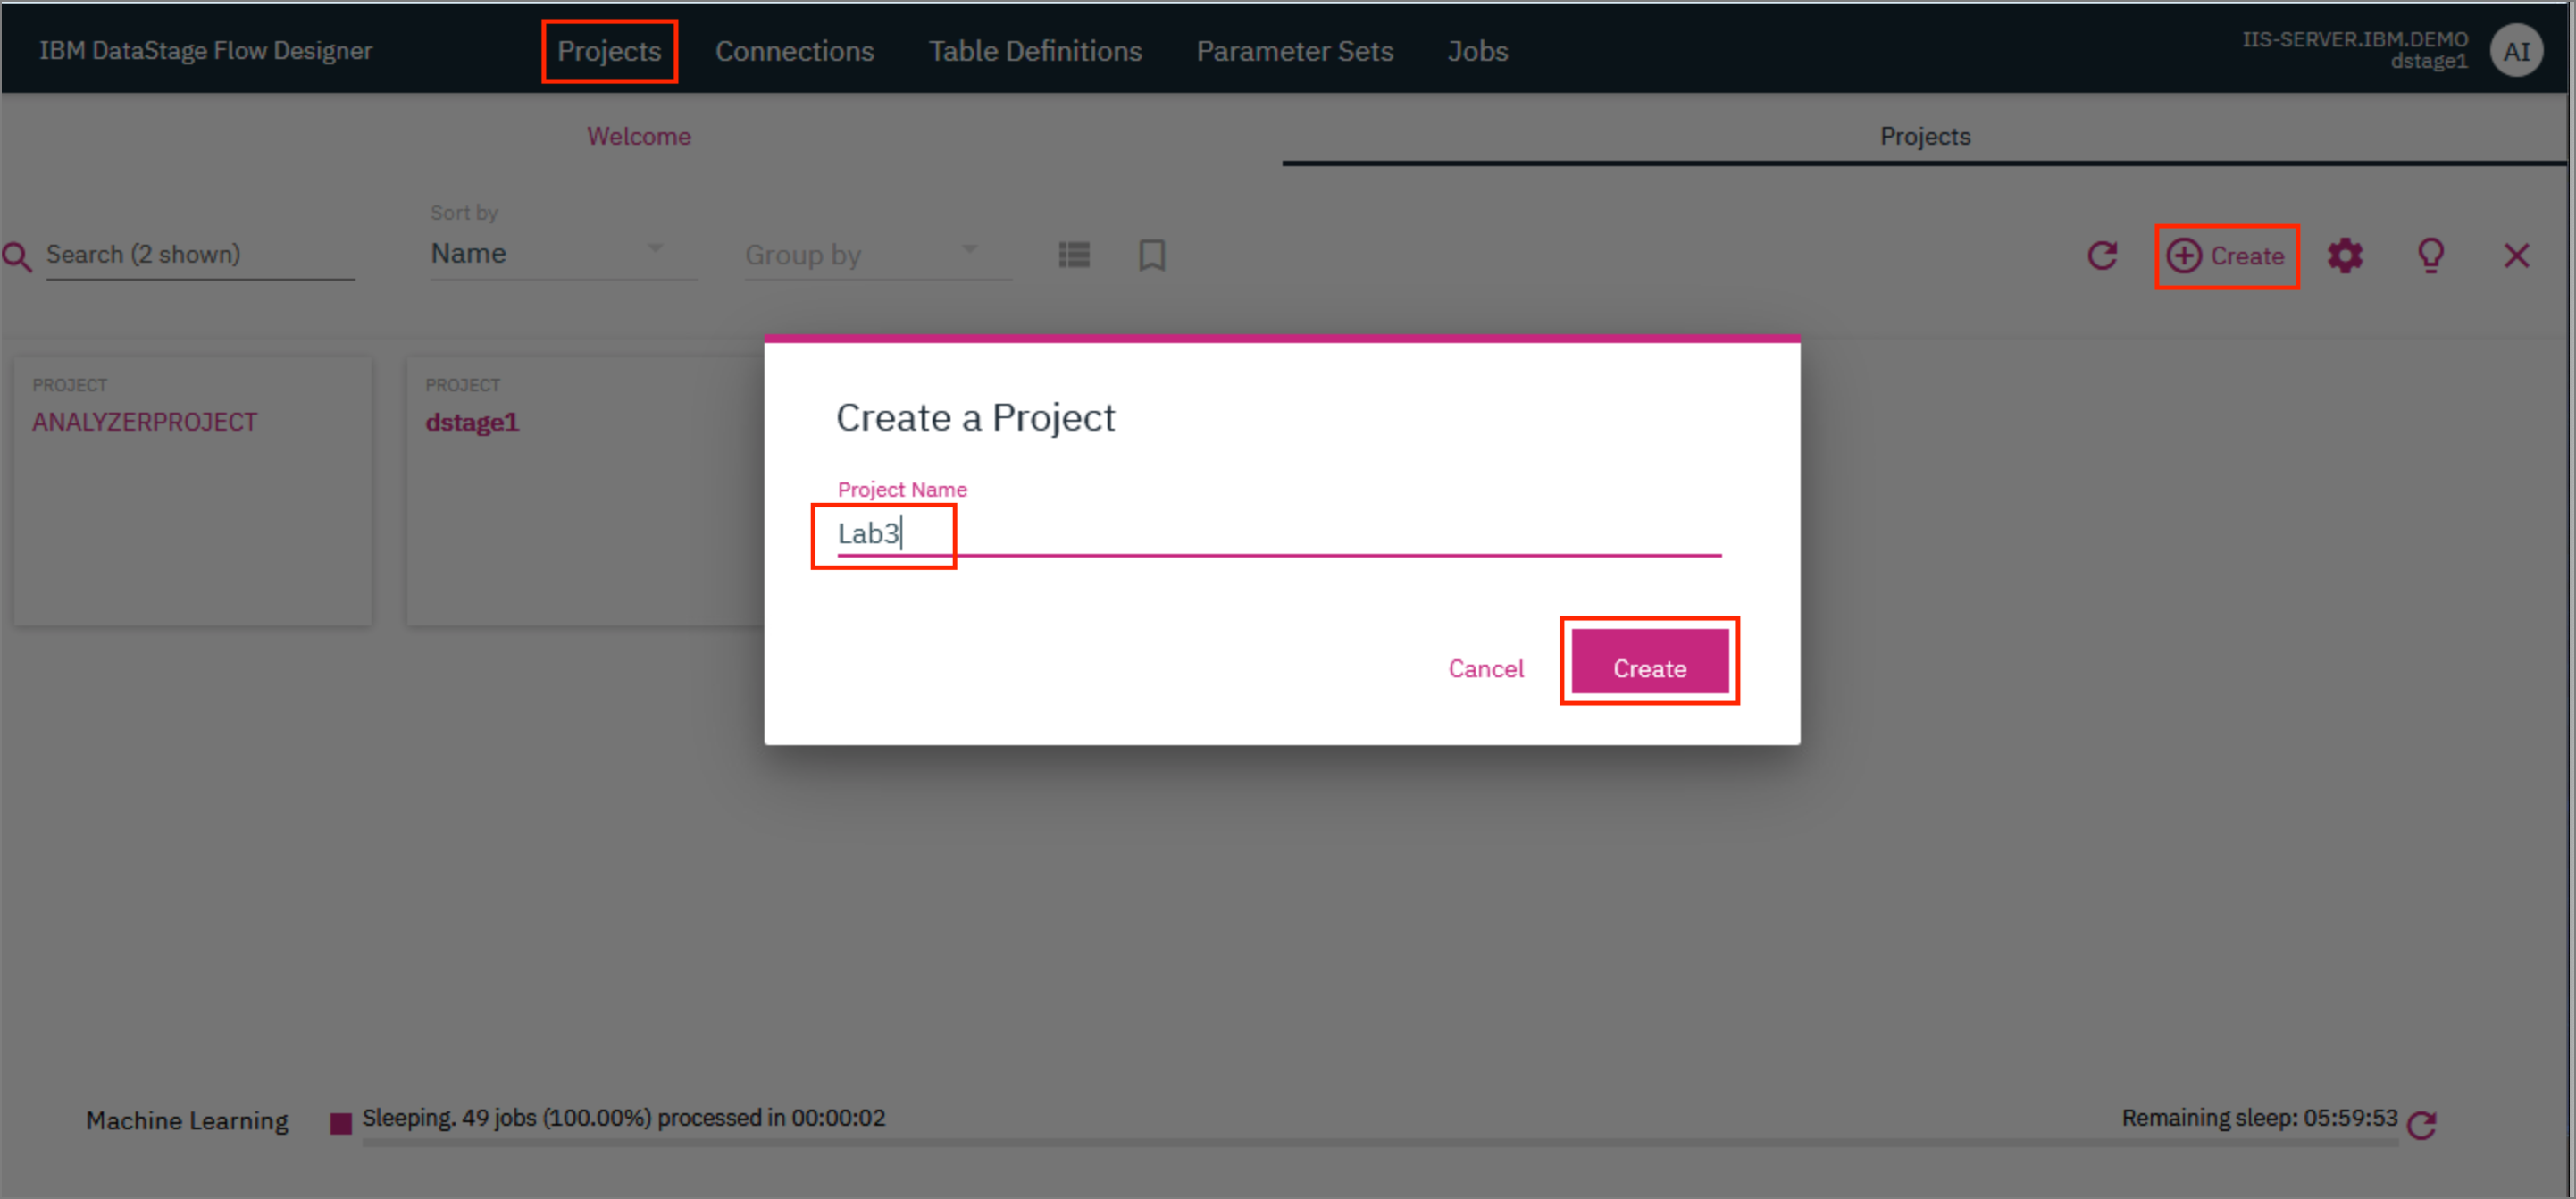 IBM DataStage Flow Designer
Projects
Connections
Table Definitions
Parameter Sets
Jobs
IIS-SERVER.IBM.DEMO
dstage1
AI
Welcome
Projects
Search (2 shown)
Sort by
Name
Group by
Create
PROJECT
ANALYZERPROJECT
PROJECT
dstage1
Create a Project
Project Name
Lab3
Cancel
Create
Machine Learning
Sleeping. 49 jobs (100.00%) processed in 00:00:02
Remaining sleep: 05:59:53